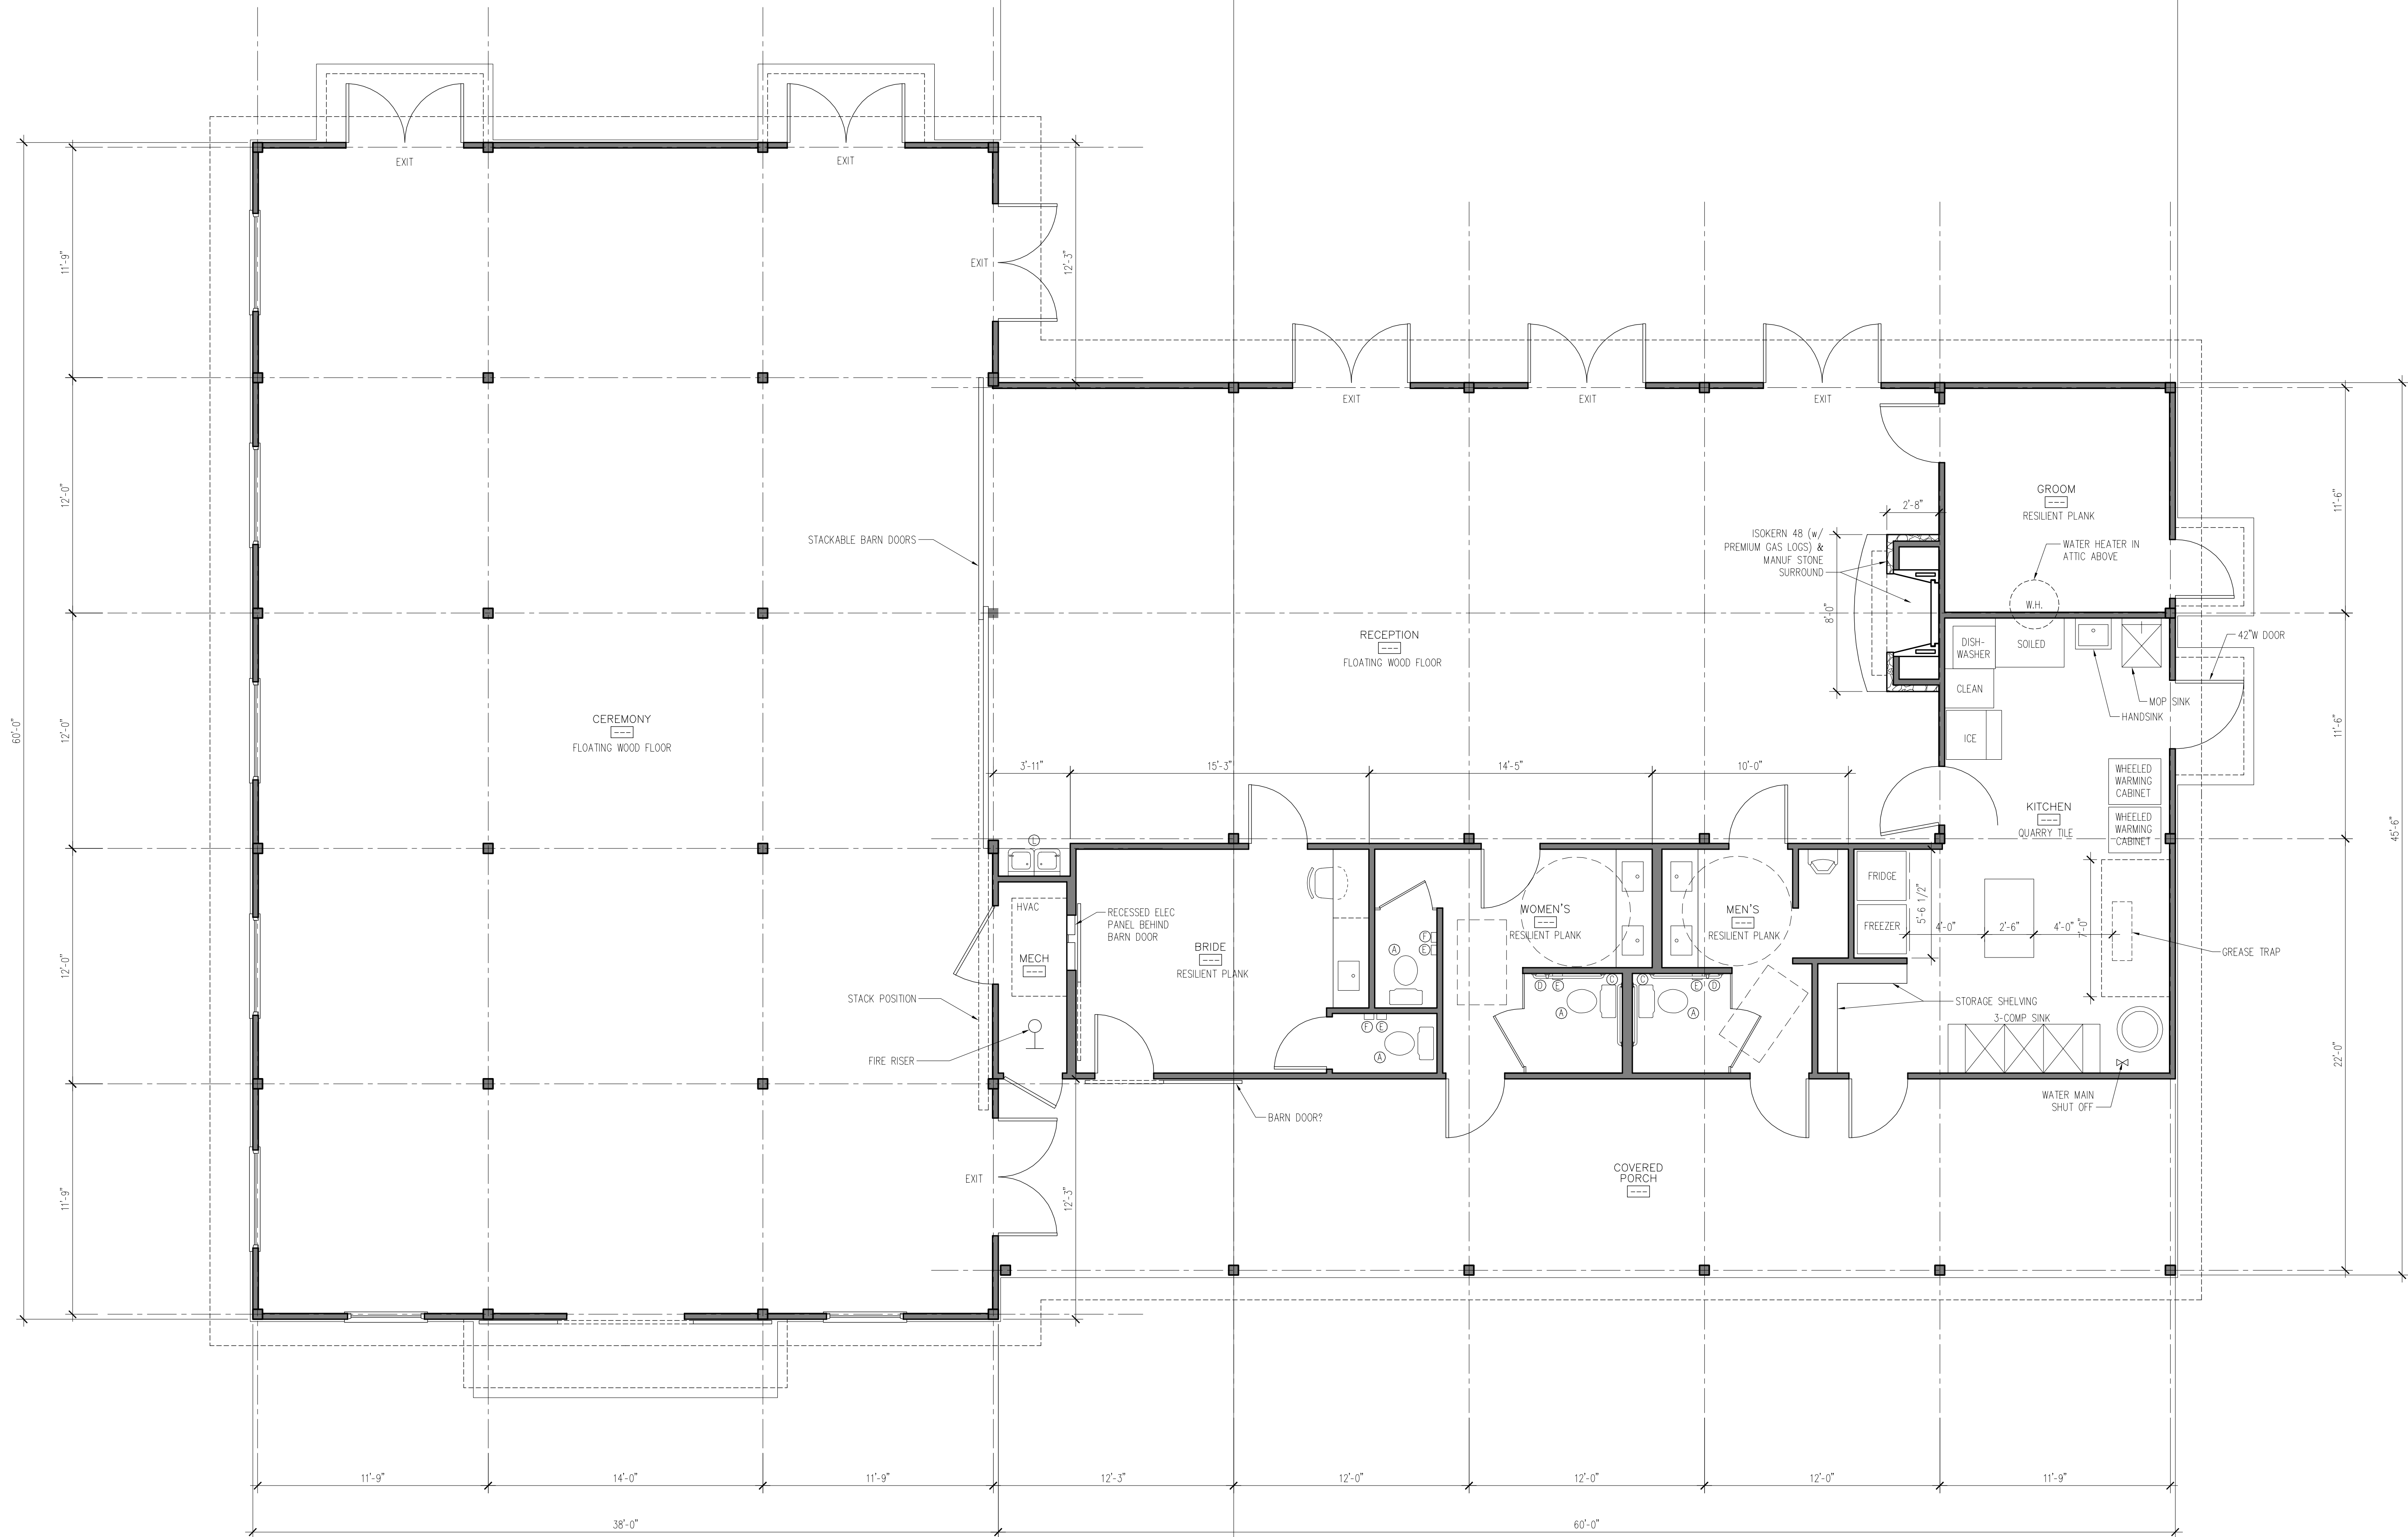 EXIT
EXIT
11'-9"
EXIT
12'-3"
EXIT
EXIT
EXIT
12'-0"
STACKABLE BARN DOORS
ISOKERN 48 (w/
PREMIUM GAS LOGS) &
MANUF STONE
SURROUND
2'-8"
8'-0"
GROOM
---
RESILIENT PLANK
WATER HEATER IN
ATTIC ABOVE
W.H.
11'-6"
RECEPTION
---
FLOATING WOOD FLOOR
DISH-
WASHER
SOILED
CLEAN
ICE
42"W DOOR
MOP SINK
HANDSINK
60'-0"
12'-0"
CEREMONY
---
FLOATING WOOD FLOOR
11'-6"
3'-11"
15'-3"
14'-5"
10'-0"
WHEELED
WARMING
CABINET
WHEELED
WARMING
CABINET
KITCHEN
---
QUARRY TILE
45'-6"
L
HVAC
MECH
---
RECESSED ELEC
PANEL BEHIND
BARN DOOR
BRIDE
---
RESILIENT PLANK
F
E
A
WOMEN'S
---
RESILIENT PLANK
MEN'S
---
RESILIENT PLANK
FRIDGE
FREEZER
5'-6 1/2"
4'-0"
2'-6"
4'-0"
7'-0"
GREASE TRAP
12'-0"
STACK POSITION
D
E
C
A
C
E
D
A
STORAGE SHELVING
3-COMP SINK
F
E
A
FIRE RISER
22'-0"
WATER MAIN
SHUT OFF
BARN DOOR?
EXIT
11'-9"
12'-3"
COVERED
PORCH
---
11'-9"
14'-0"
11'-9"
12'-3"
12'-0"
12'-0"
12'-0"
11'-9"
38'-0"
60'-0"